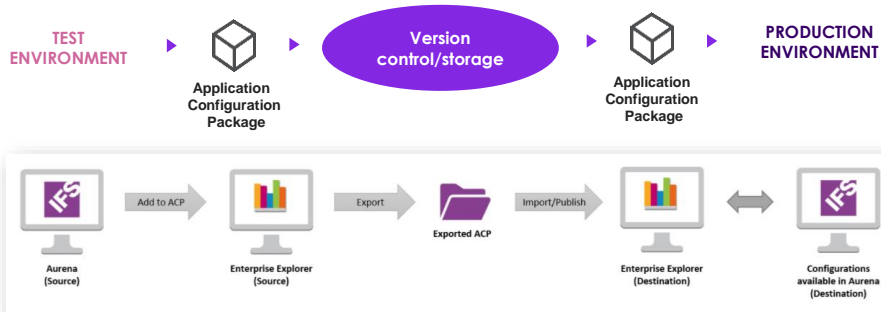 TEST
ENVIRONMENT
Application
Configuration
Package
Version
control/storage
Application
Configuration
Package
PRODUCTION
ENVIRONMENT
IFS
Aurena
(Source)
Add to ACP
Enterprise Explorer
(Source)
Export
Exported ACP
Import/Publish
Enterprise Explorer
(Destination)
IFS
Configurations
available in Aurena
(Destination)